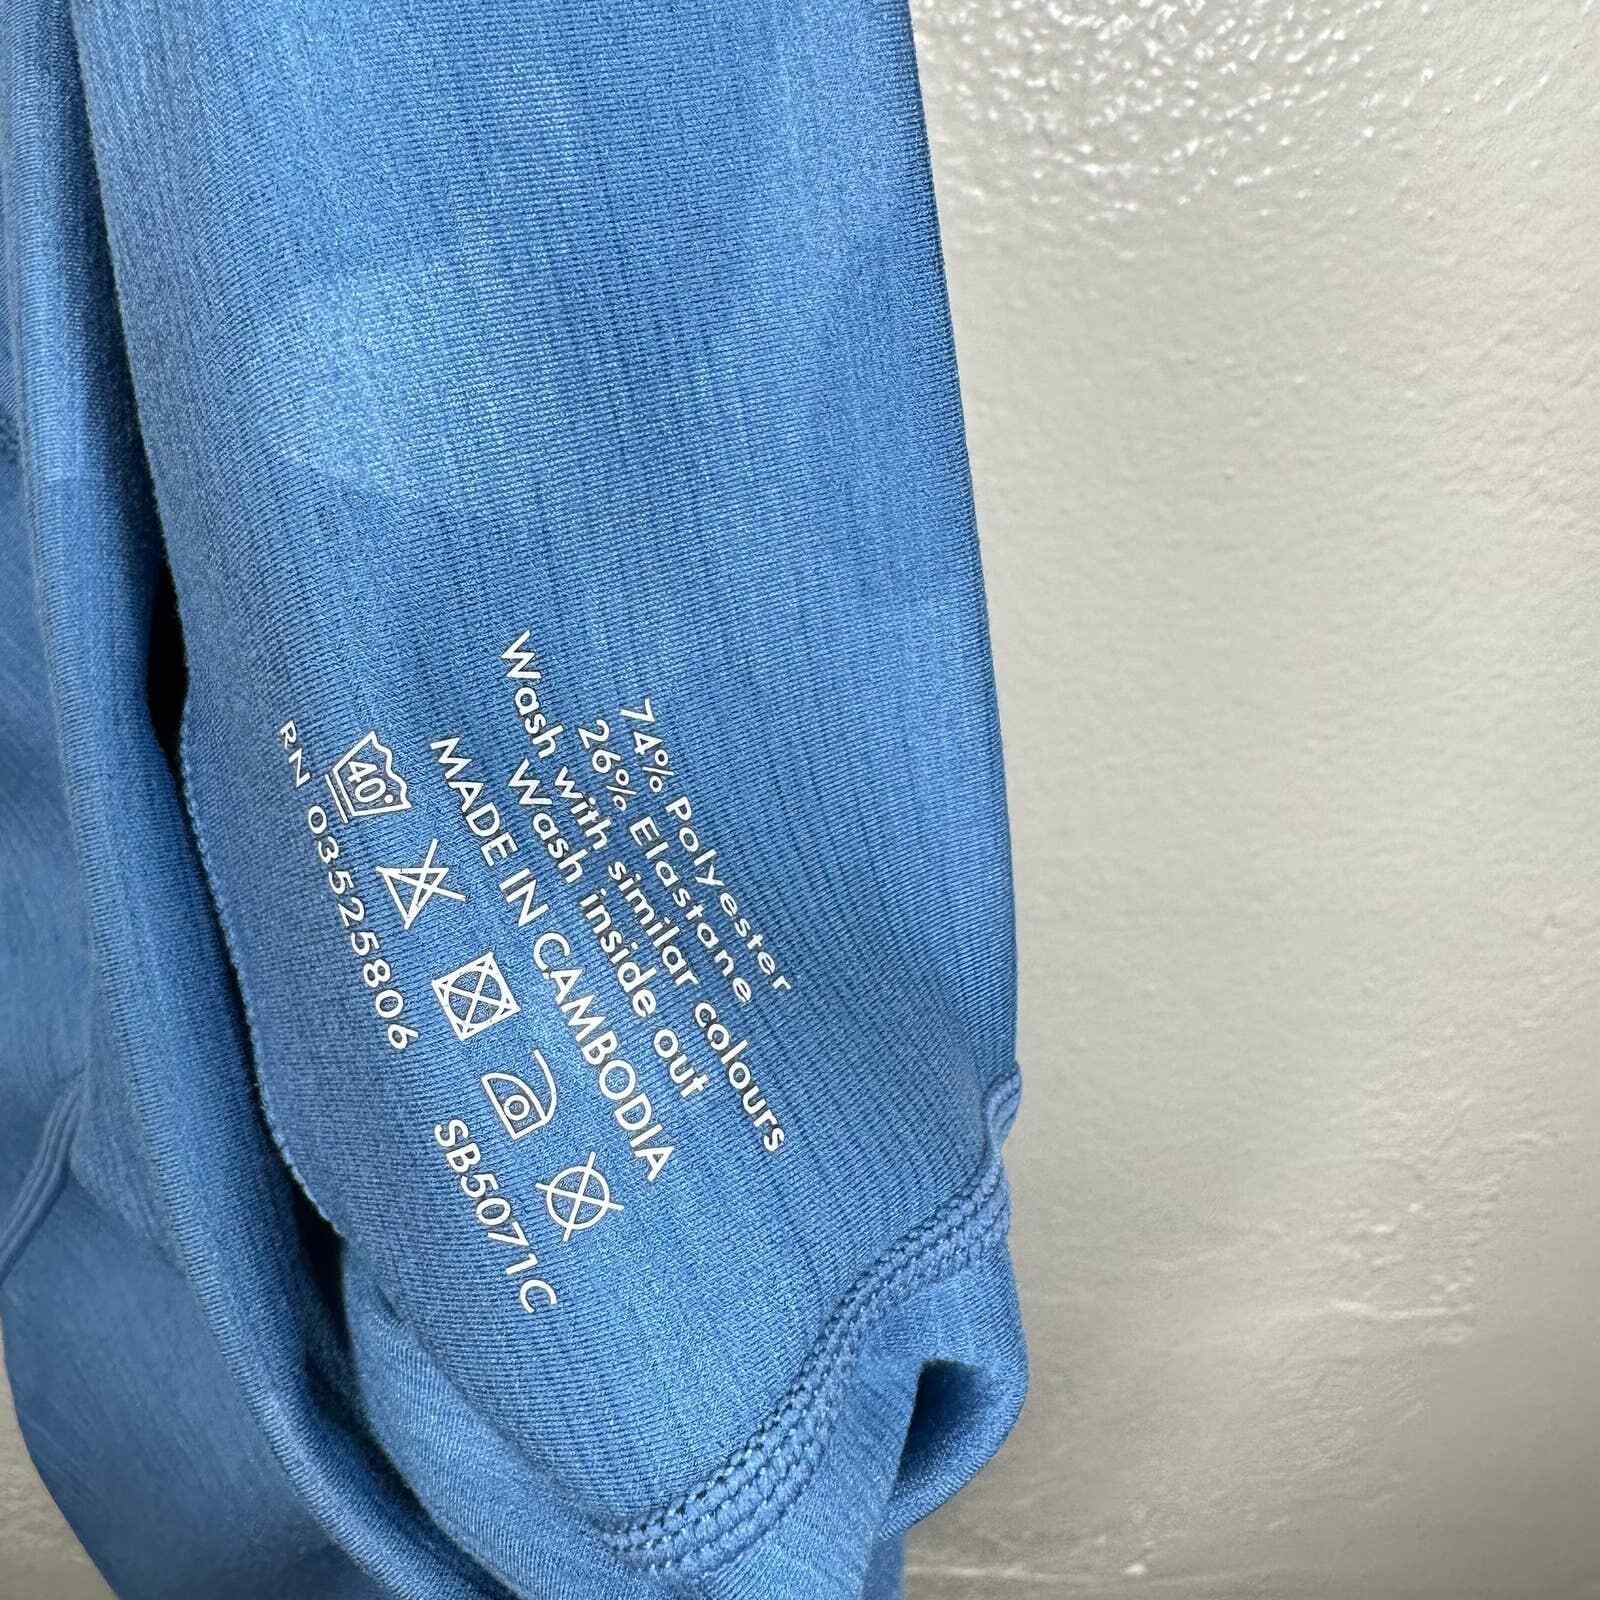 74% Polyester
26% Elastane
Wash with similar colours
Wash inside out
MADE IN CAMBODIA
40°
RN 03525806 SB5071C